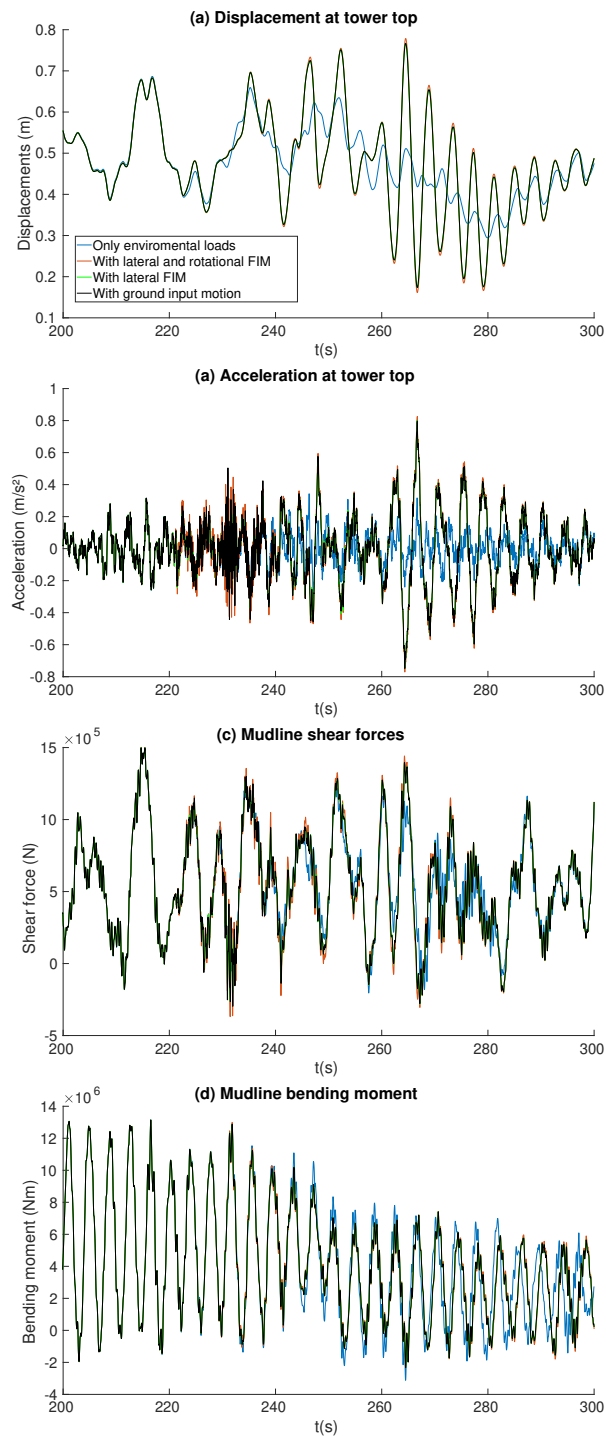 (a) Displacement at tower top
0.8
0.7
0.6
0.5
0.4
0.3
0.2
0.1
Displacements (m)
Only enviromental loads
With lateral and rotational FIM
With lateral FIM
With ground input motion
200 220 240 260 280 300
t(s)
(a) Acceleration at tower top
1
0.8
0.6
0.4
0.2
0
-0.2
-0.4
-0.6
-0.8
Acceleration (m/s²)
200 220 240 260 280 300
t(s)
×10 5
(c) Mudline shear forces
15
10
5
0
-5
Shear force (N)
200 220 240 260 280 300
t(s)
×10 6
(d) Mudline bending moment
14
12
10
8
6
4
2
0
-2
-4
Bending moment (Nm)
200 220 240 260 280 300
t(s)